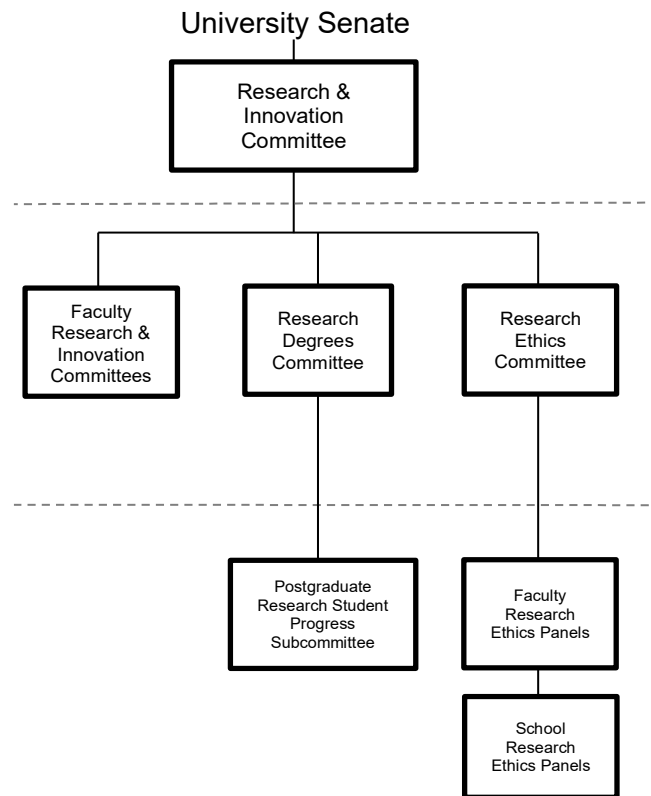 University Senate
Research &
Innovation
Committee
Faculty
Research &
Innovation
Committees
Research
Degrees
Committee
Research
Ethics
Committee
Postgraduate
Research Student
Progress
Subcommittee
Faculty
Research
Ethics Panels
School
Research
Ethics Panels